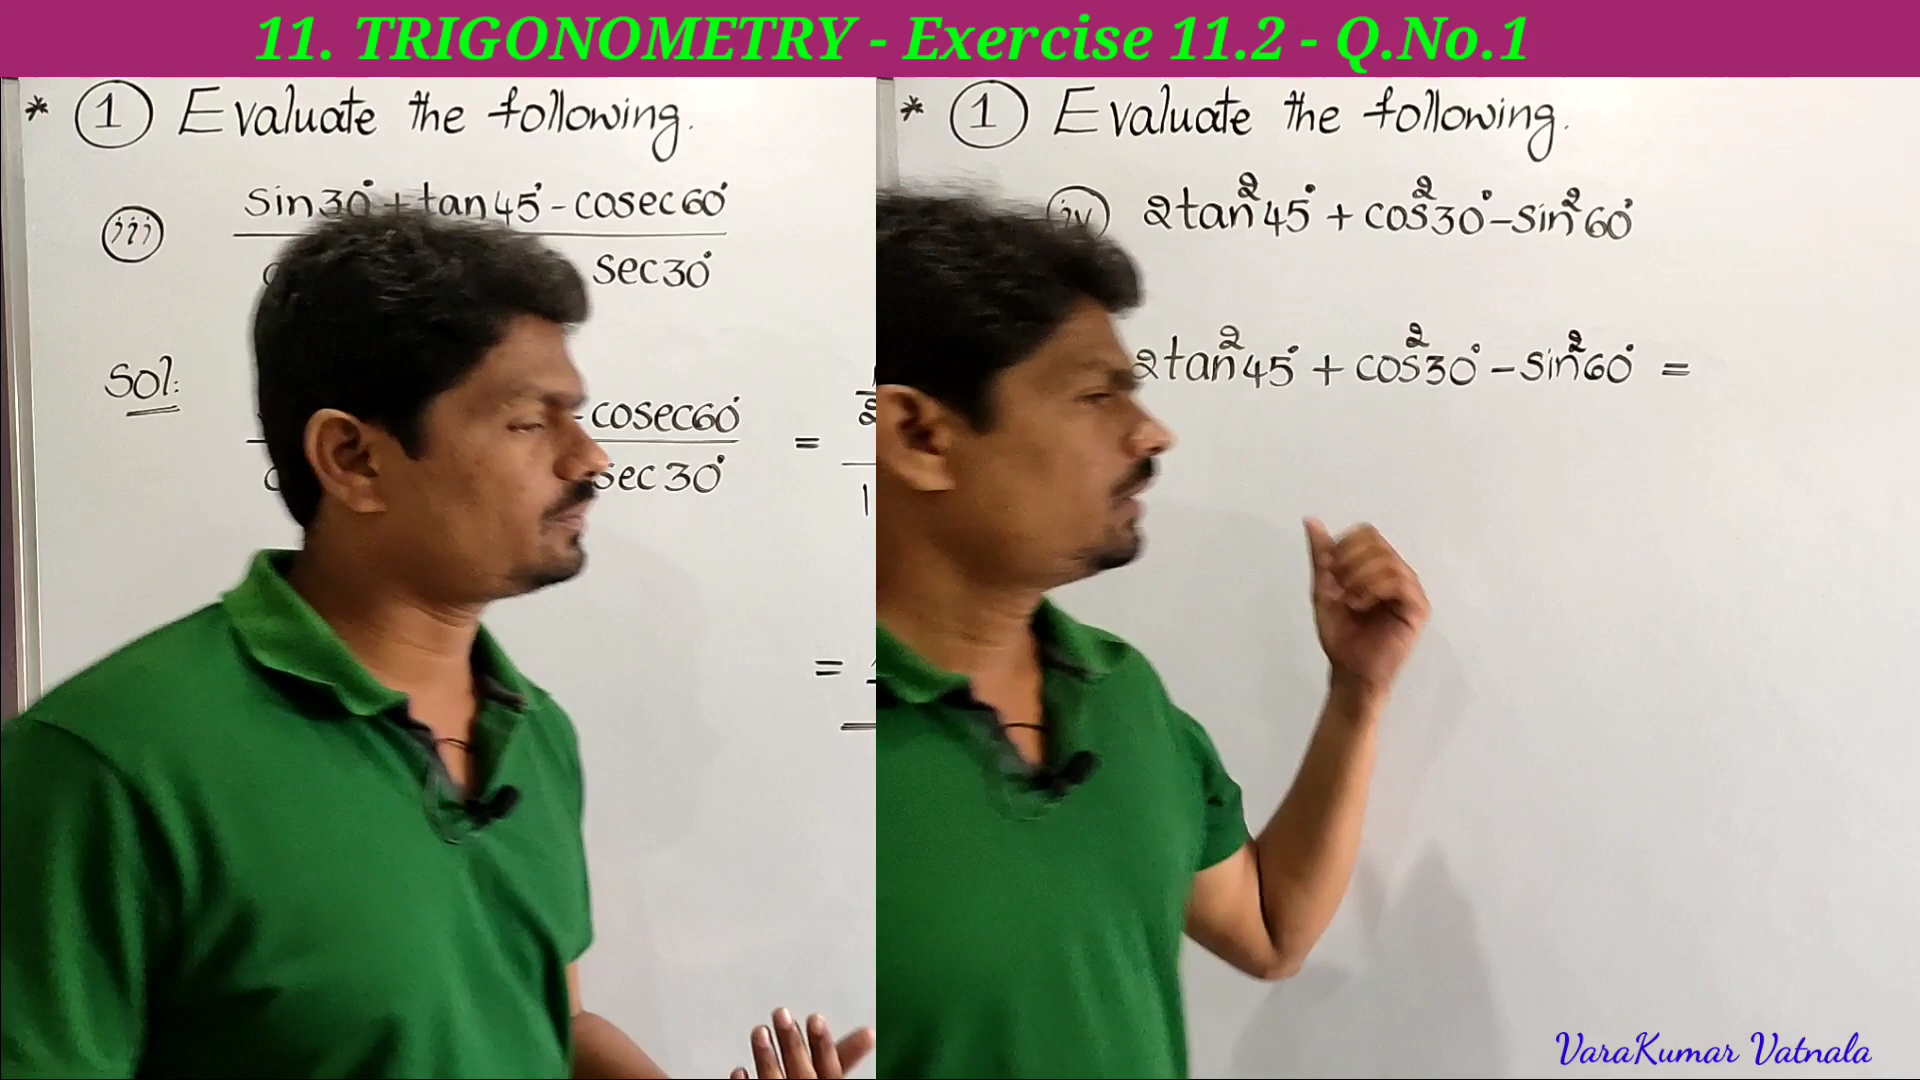 11. TRIGONOMETRY - Exercise 11.2 - Q.No.1
* 1 Evaluate the following.
(iii) sin30° + tan45° - cosec60°
sec30°
Sol:
- cosec60° =
sec30°
=
* 1 Evaluate the following.
(iv) 2tan²45° + cos²30° - sin²60°
2tan²45° + cos²30° - sin²60° =
VaraKumar Vatnala